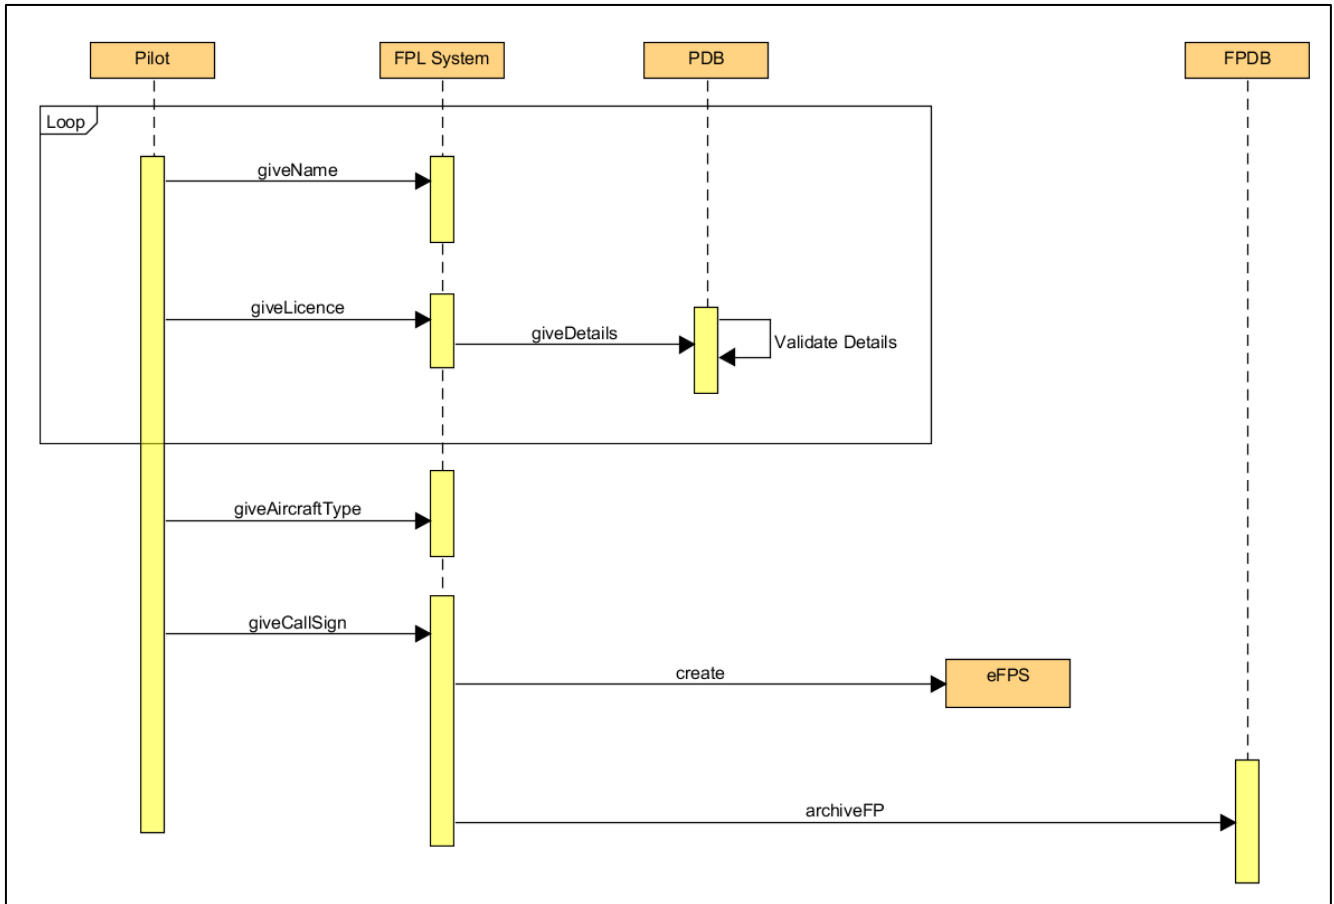 Pilot
FPL System
PDB
FPDB
Loop
giveName
giveLicence
giveDetails
Validate Details
giveAircraftType
giveCallSign
create
eFPS
archiveFP